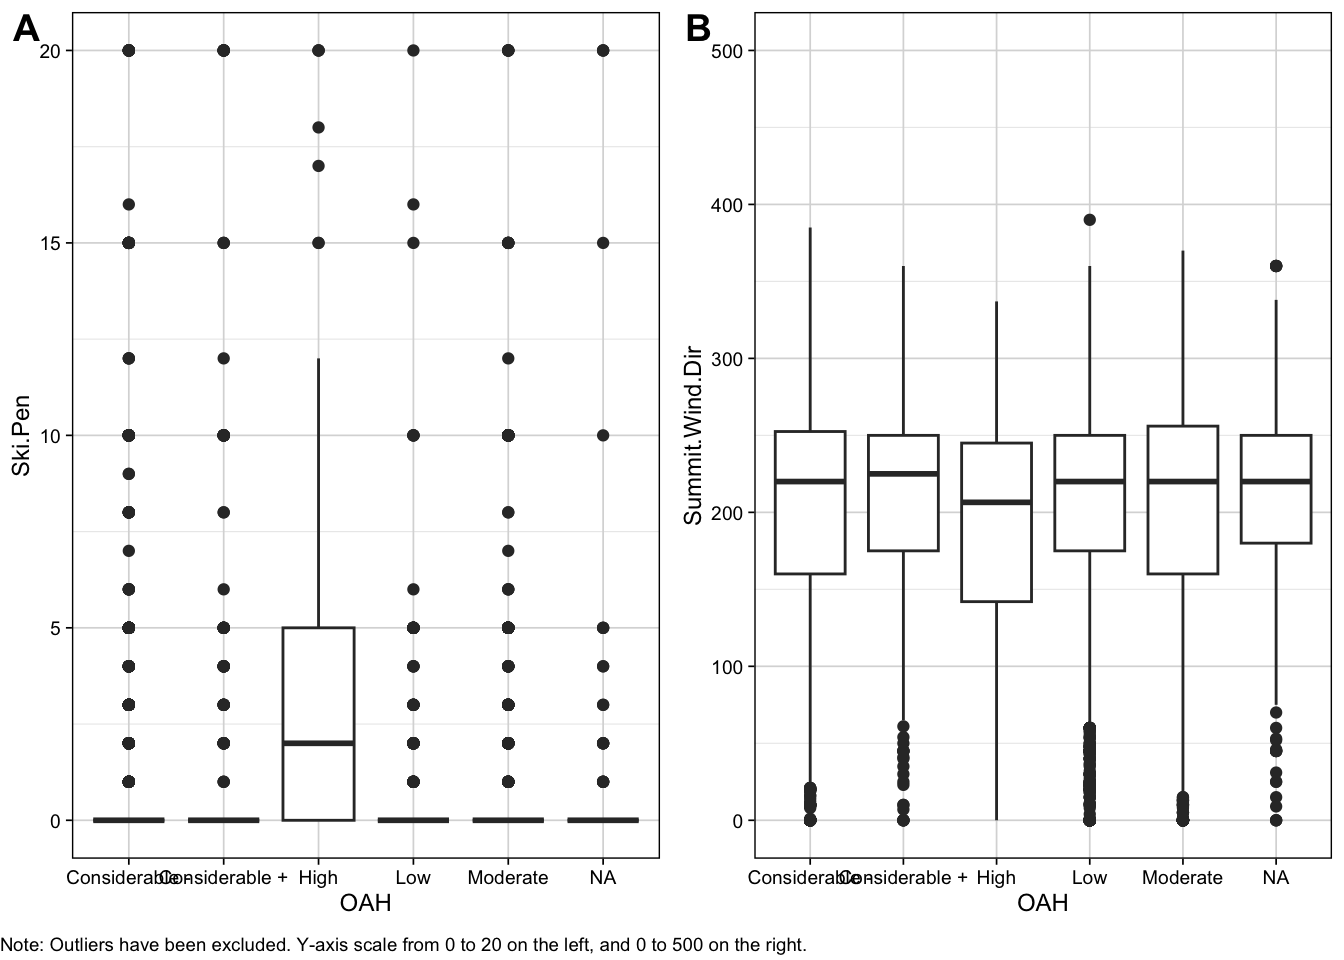 A
B
20
15
10
5
0
Ski.Pen
Considerable -
Considerable +
High
Low
Moderate
NA
OAH
500
400
300
200
100
0
Summit.Wind.Dir
Considerable -
Considerable +
High
Low
Moderate
NA
OAH
Note: Outliers have been excluded. Y-axis scale from 0 to 20 on the left, and 0 to 500 on the right.